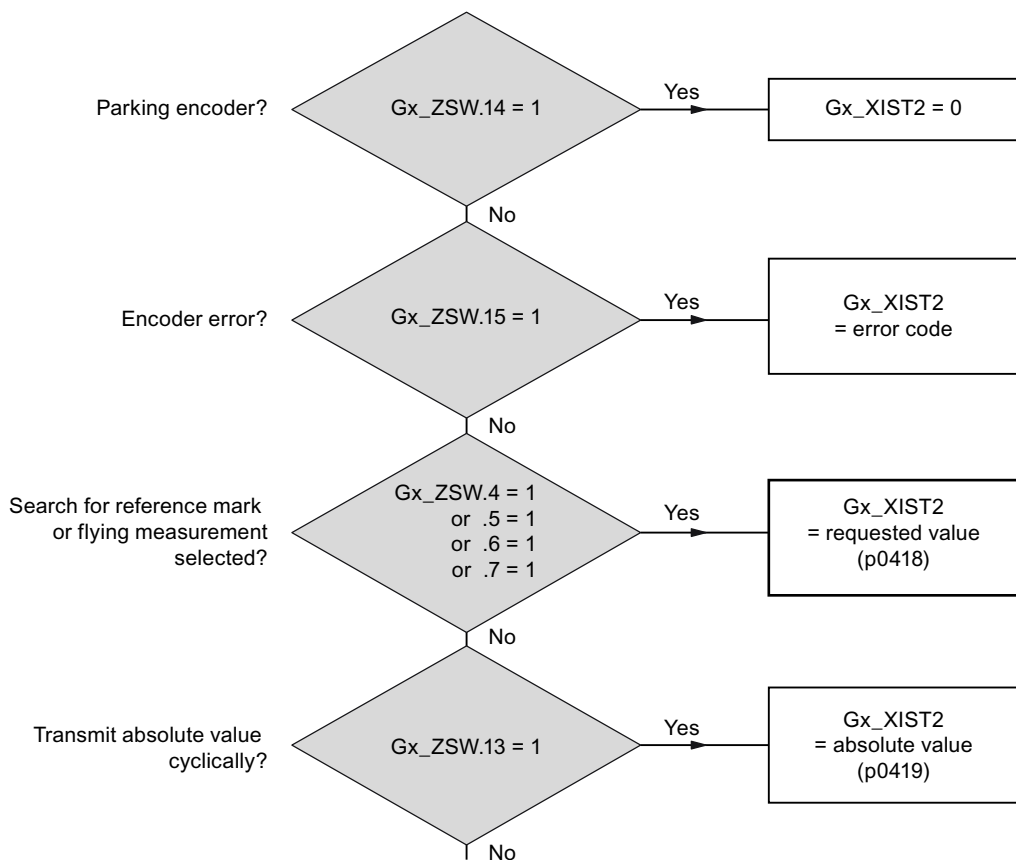 Parking encoder?
Gx_ZSW.14 = 1
Yes
Gx_XIST2 = 0
No
Encoder error?
Gx_ZSW.15 = 1
Yes
Gx_XIST2
= error code
No
Search for reference mark
or flying measurement
selected?
Gx_ZSW.4 = 1
or .5 = 1
or .6 = 1
or .7 = 1
Yes
Gx_XIST2
= requested value
(p0418)
No
Transmit absolute value
cyclically?
Gx_ZSW.13 = 1
Yes
Gx_XIST2
= absolute value
(p0419)
No